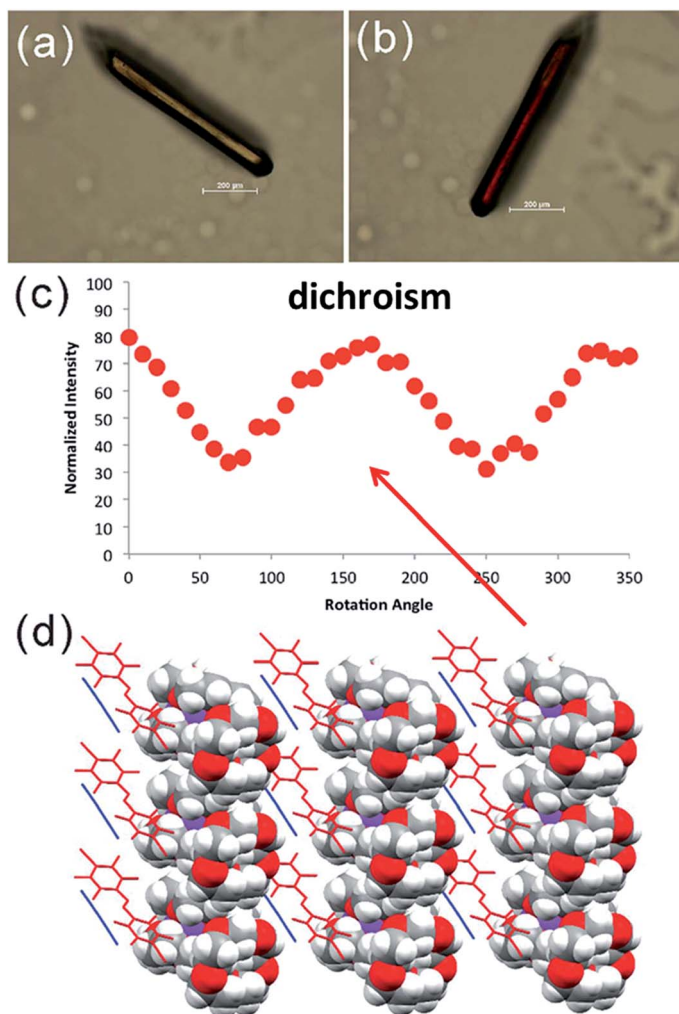 (a)
200 µm
(b)
200 µm
(c)
dichroism
Normalized Intensity
100
90
80
70
60
50
40
30
20
10
0
0 50 100 150 200 250 300 350
Rotation Angle
(d)